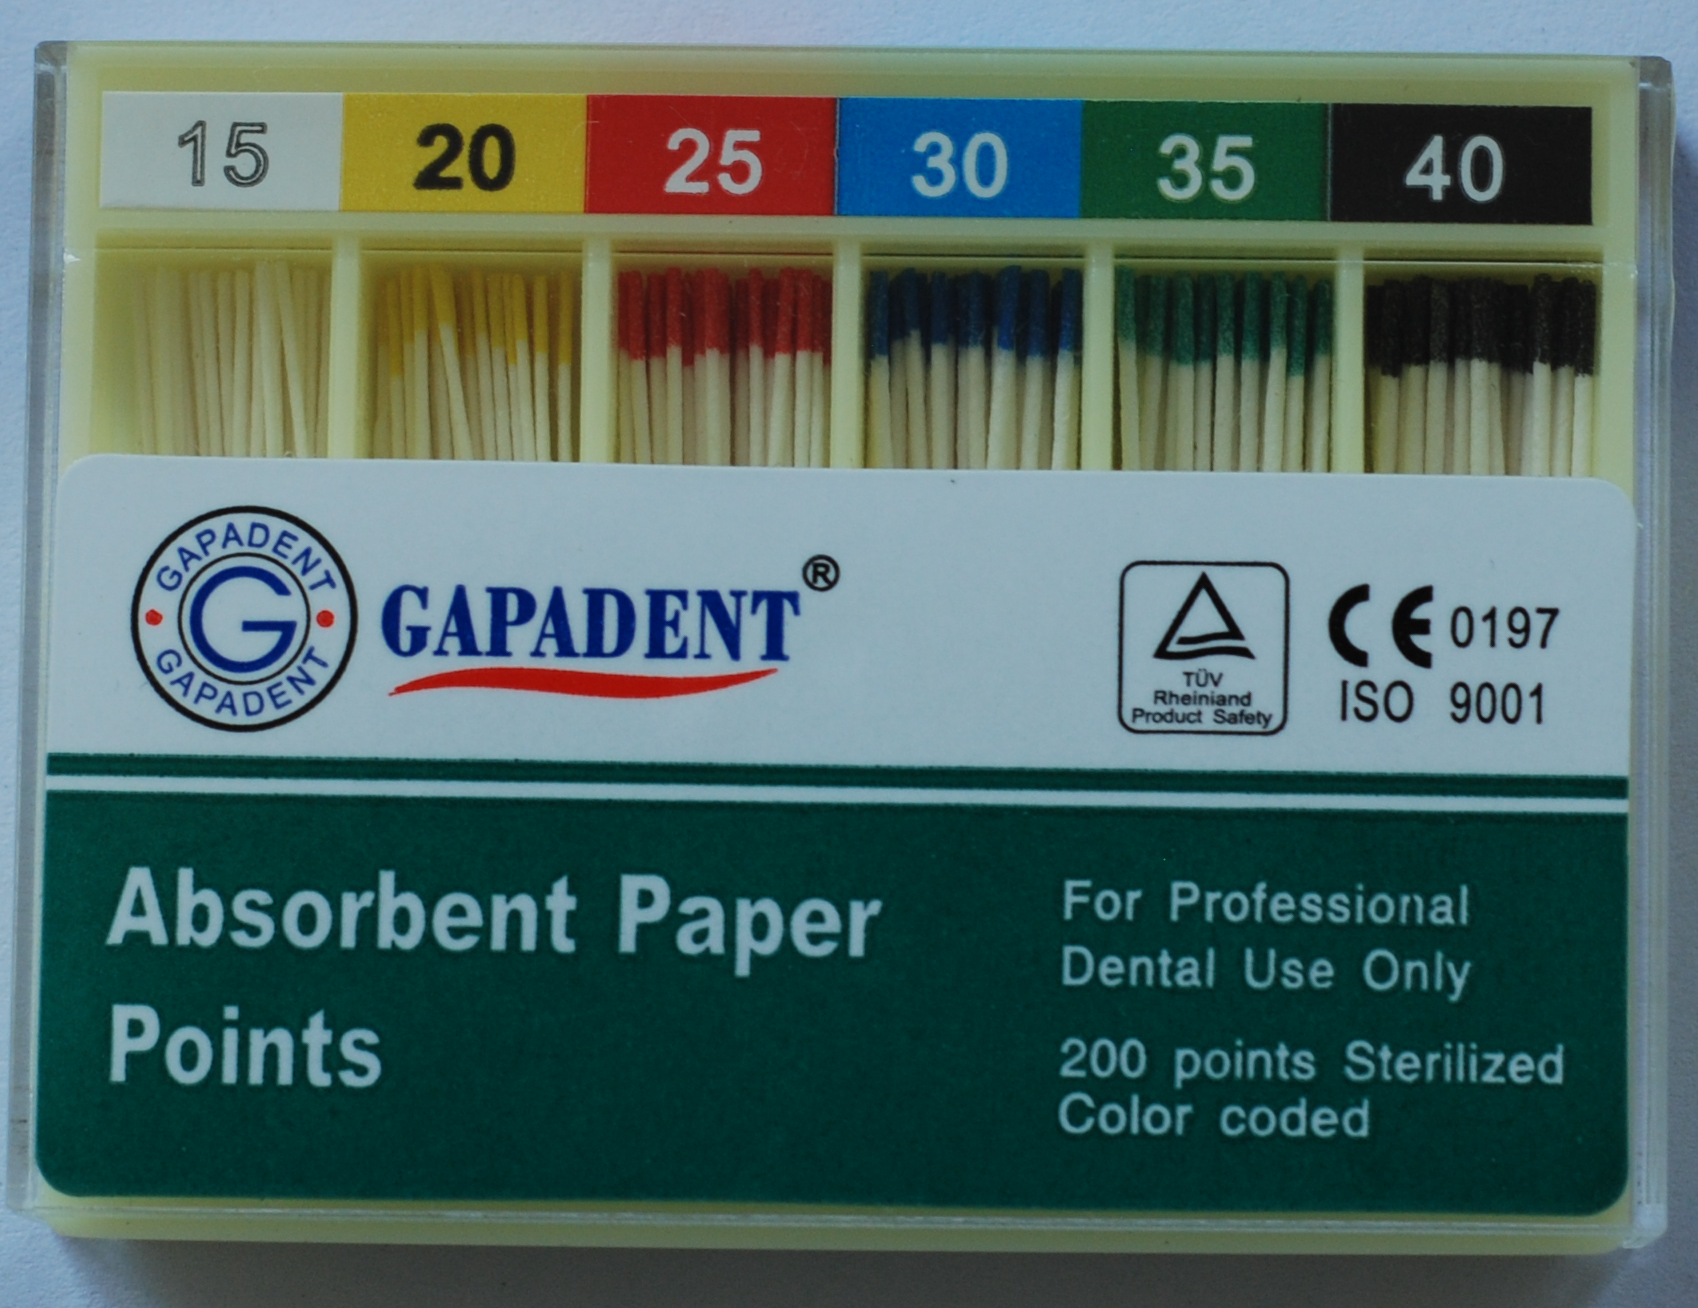 15 20 25 30 35 40
GAPADENT
G
GAPADENT
GAPADENT®
TÜV
Rheiniand
Product Safety
CE 0197
ISO 9001
Absorbent Paper
Points
For Professional
Dental Use Only
200 points Sterilized
Color coded